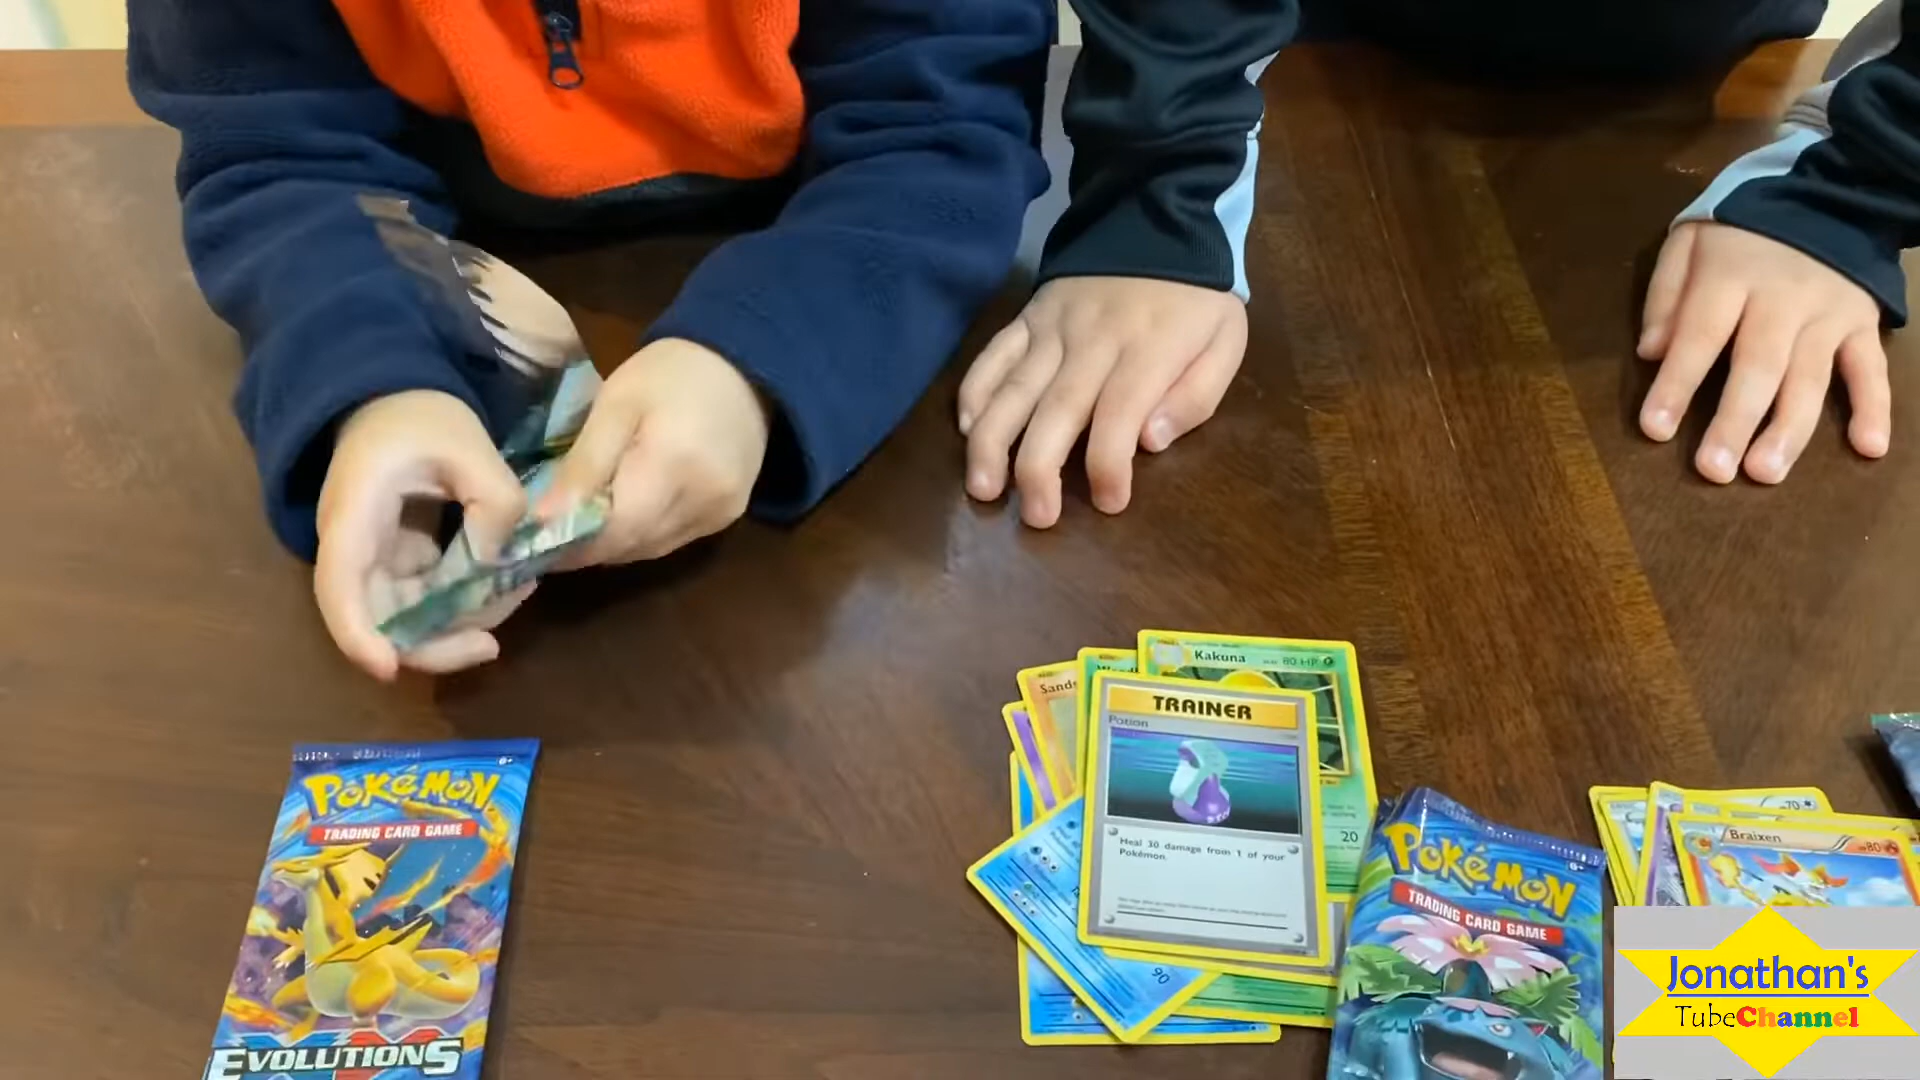 POKéMON
TRADING CARD GAME
EVOLUTIONS
Sands
Kakuna
80 HP
20
TRAINER
Potion
Heal 30 damage from 1 of your
Pokémon.
90
POKéMON
TRADING CARD GAME
70
Braixen
80
Jonathan's
TubeChannel